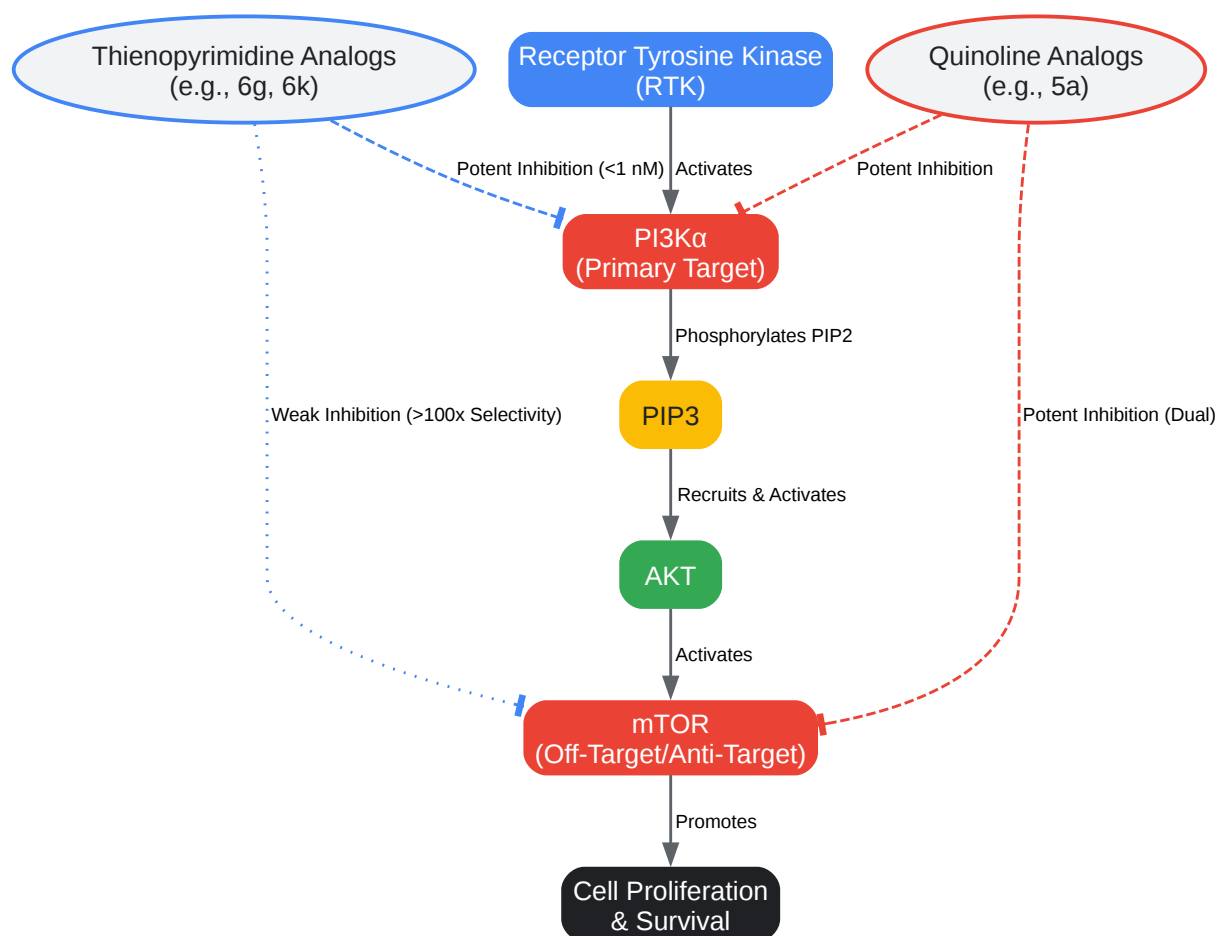 Thienopyrimidine Analogs
(e.g., 6g, 6k)
Receptor Tyrosine Kinase
(RTK)
Quinoline Analogs
(e.g., 5a)
Potent Inhibition (<1 nM)
Activates
Potent Inhibition
PI3Kα
(Primary Target)
Phosphorylates PIP2
PIP3
Weak Inhibition (>100x Selectivity)
Potent Inhibition (Dual)
Recruits & Activates
AKT
Activates
mTOR
(Off-Target/Anti-Target)
Promotes
Cell Proliferation
& Survival